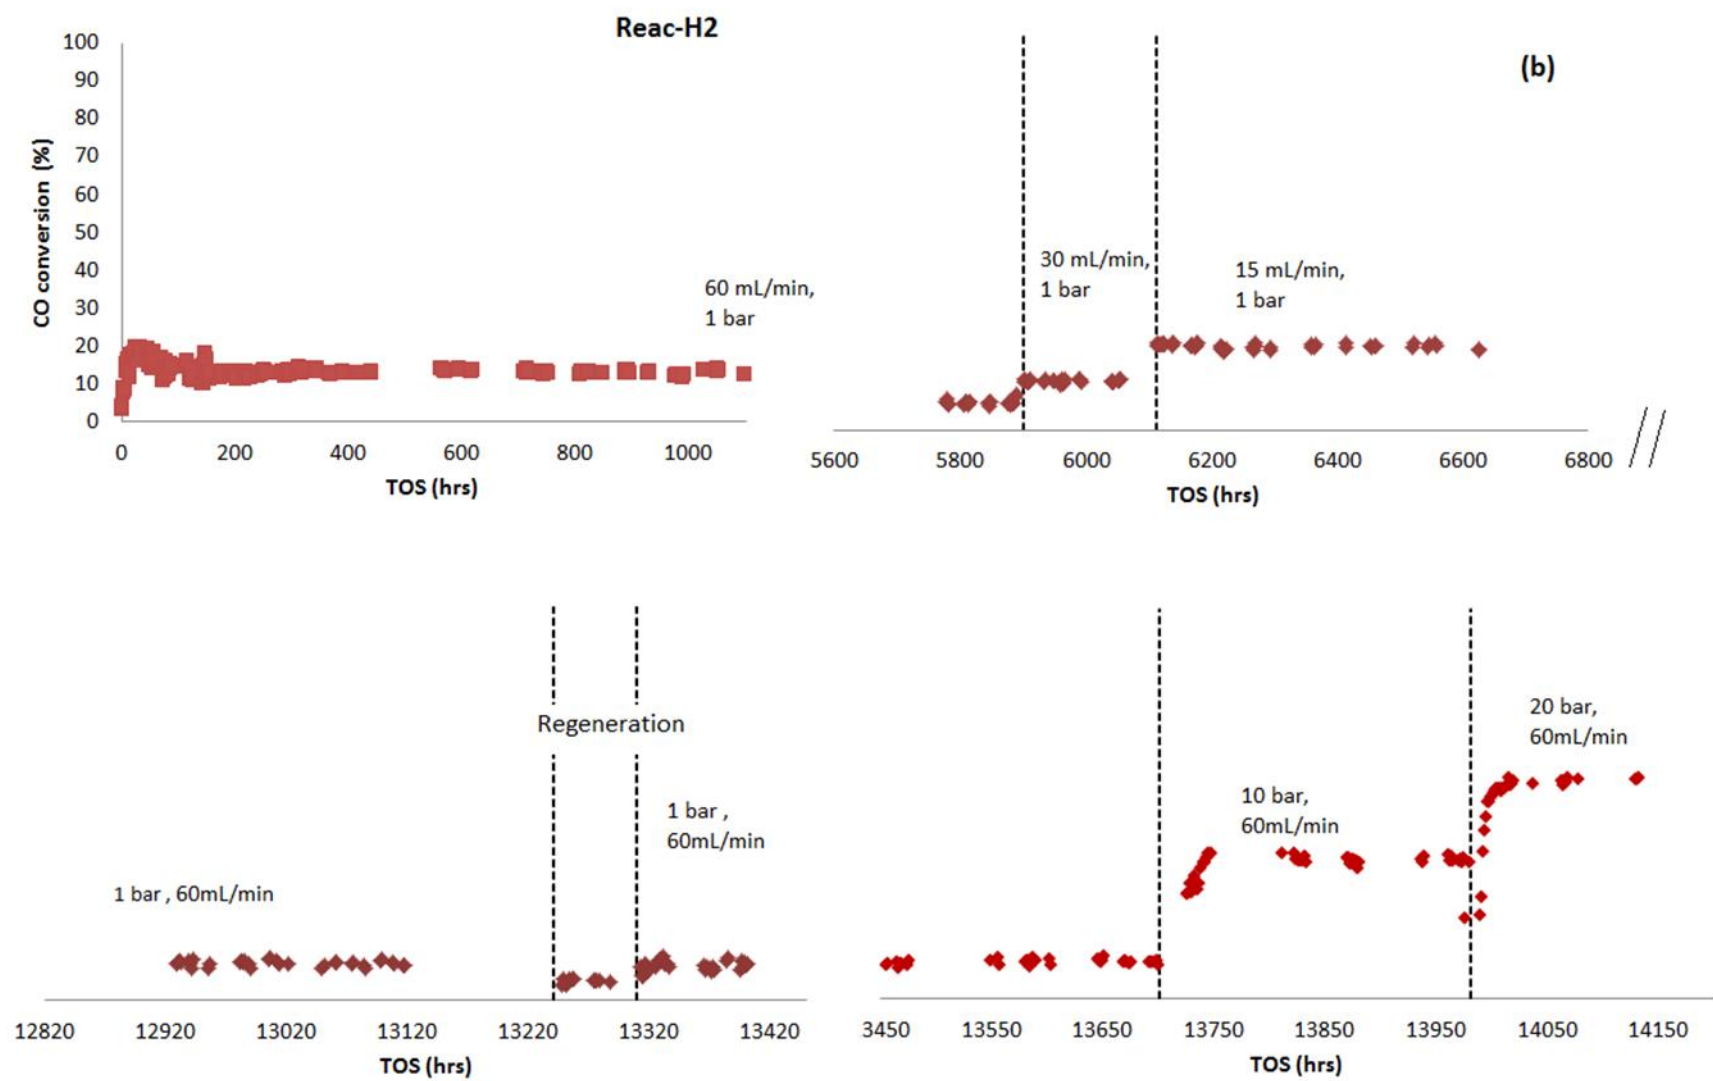 Reac-H2
(b)
CO conversion (%)
100
90
80
70
60
50
40
30
20
10
0
60 mL/min,
1 bar
0 200 400 600 800 1000
TOS (hrs)
30 mL/min,
1 bar
15 mL/min,
1 bar
5600 5800 6000 6200 6400 6600 6800
TOS (hrs)
Regeneration
1 bar ,
60mL/min
1 bar , 60mL/min
12820 12920 13020 13120 13220 13320 13420
TOS (hrs)
20 bar,
60mL/min
10 bar,
60mL/min
3450 13550 13650 13750 13850 13950 14050 14150
TOS (hrs)